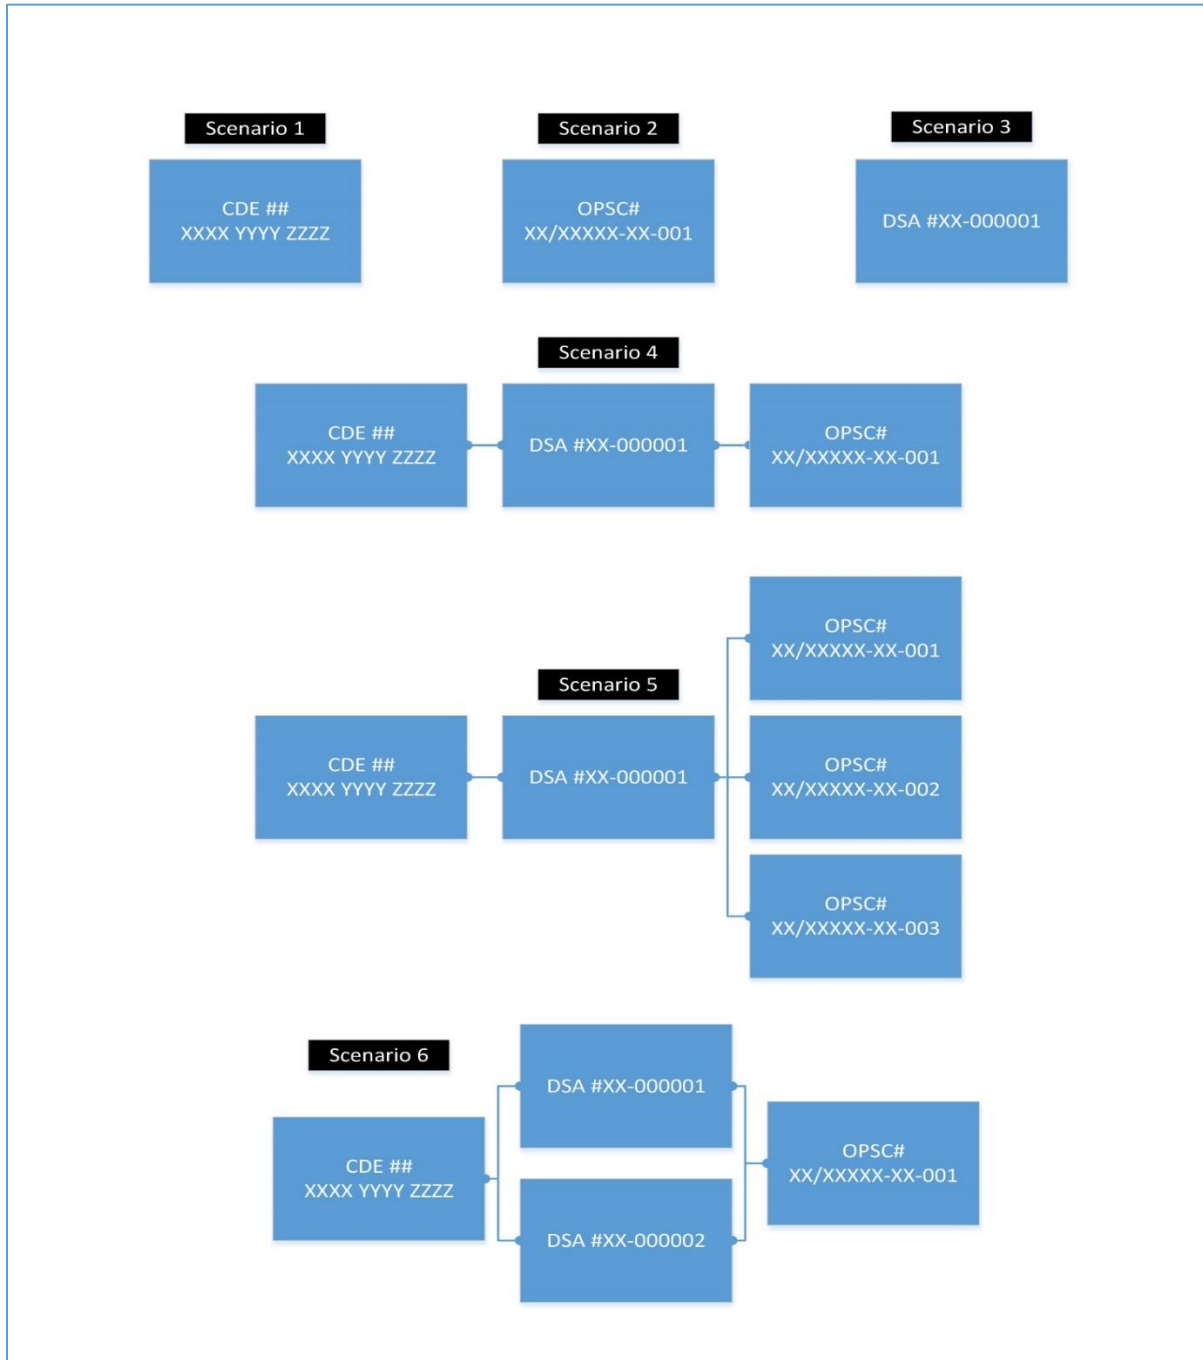 Scenario 1
CDE ##
XXXX YYYY ZZZZ
Scenario 2
OPSC#
XX/XXXXX-XX-001
Scenario 3
DSA #XX-000001
Scenario 4
CDE ##
XXXX YYYY ZZZZ
DSA #XX-000001
OPSC#
XX/XXXXX-XX-001
Scenario 5
CDE ##
XXXX YYYY ZZZZ
DSA #XX-000001
OPSC#
XX/XXXXX-XX-001
OPSC#
XX/XXXXX-XX-002
OPSC#
XX/XXXXX-XX-003
Scenario 6
CDE ##
XXXX YYYY ZZZZ
DSA #XX-000001
DSA #XX-000002
OPSC#
XX/XXXXX-XX-001